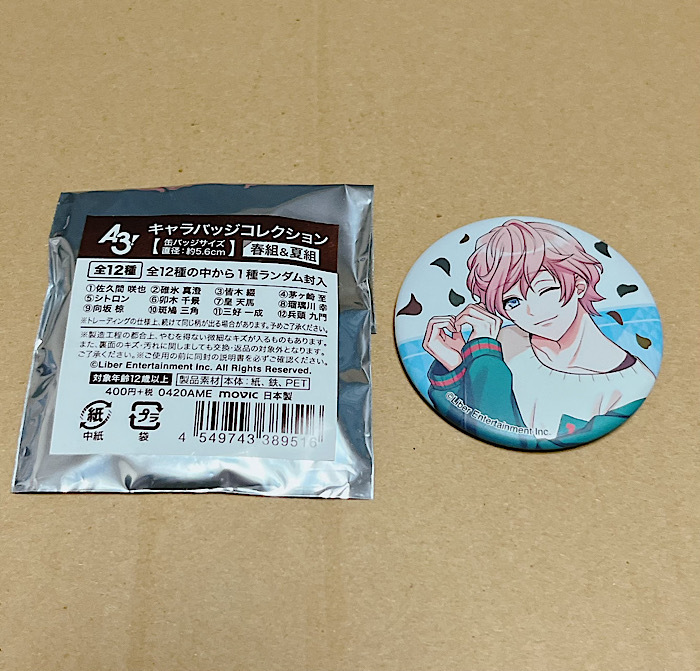 A3!
キャラバッジコレクション
【缶バッジサイズ 直径:約5.6cm】 春組&夏組
全12種 全12種の中から1種ランダム封入
①佐久間 咲也 ②碓氷 真澄 ③皆木 綴 ④茅ヶ崎 至
⑤シトロン ⑥卯木 千景 ⑦皇 天馬 ⑧瑠璃川 幸
⑨向坂 椋 ⑩斑鳩 三角 ⑪三好 一成 ⑫兵頭 九門
※トレーディングの仕様上、続けて同じ柄が出る場合があります。予めご了承ください。
※製造工程の都合上、やむを得ない微細なキズが入るものもあります。
また、裏面のキズ・汚れに関しましても交換・返品の対象外となります。
ご了承ください。※ご使用の前に同封の説明書を必ずご確認ください。
©Liber Entertainment Inc. All Rights Reserved.
対象年齢12歳以上 製品素材 本体:紙、鉄、PET
400円+税 0420AME movic 日本製
紙 中紙
プラ 袋
4 549743 389516
©Liber Entertainment Inc.